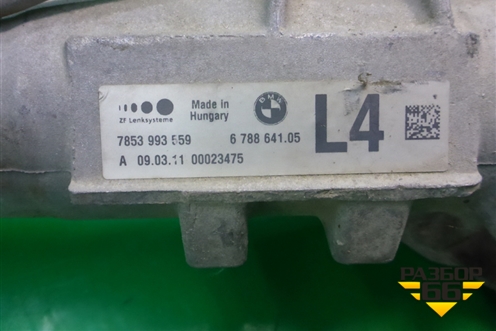 ZF Lenksysteme
Made in
Hungary
BMW
L4
7853 993 559
6 788 641.05
A 09.03.11 00023475
РАЗБОР
66